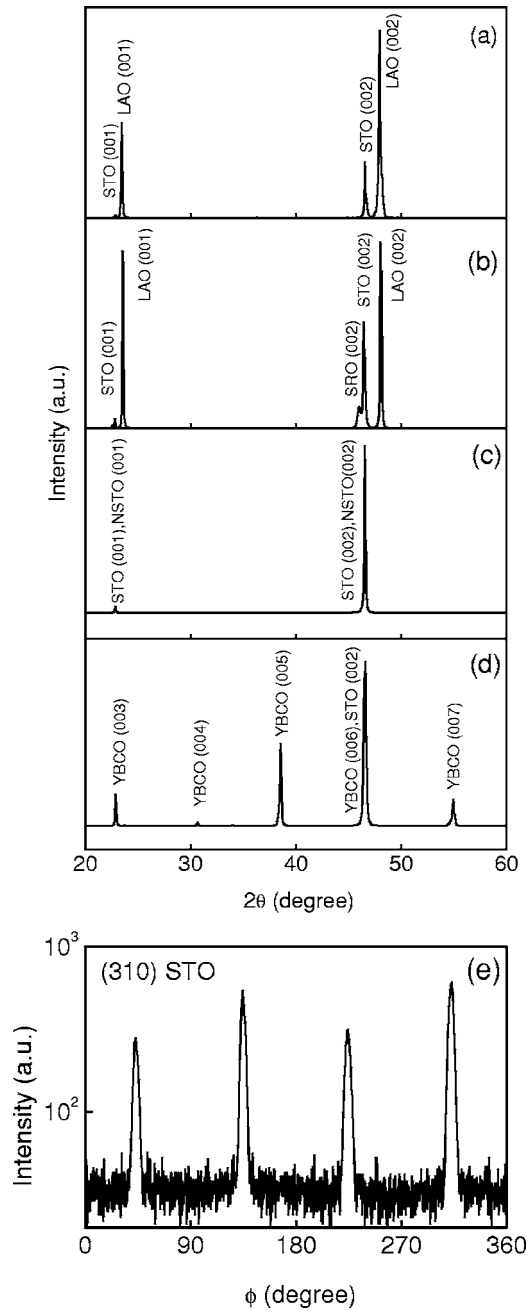 (a)
STO (001)
LAO (001)
STO (002)
LAO (002)
(b)
STO (001)
LAO (001)
SRO (002)
STO (002)
LAO (002)
(c)
STO (001),NSTO (001)
STO (002),NSTO(002)
(d)
YBCO (003)
YBCO (004)
YBCO (005)
YBCO (006),STO (002)
YBCO (007)
Intensity (a.u.)
20 30 40 50 60
2θ (degree)
(310) STO
(e)
10³
10²
Intensity (a.u.)
0 90 180 270 360
ϕ (degree)